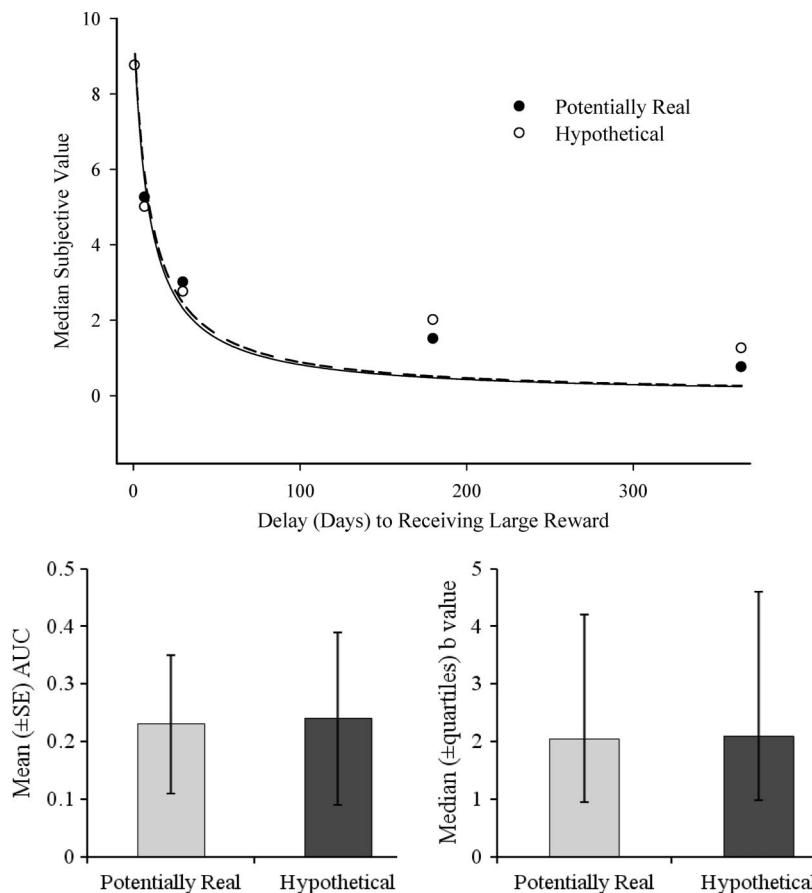 10
8
6
4
2
0
Median Subjective Value
Potentially Real
Hypothetical
0 100 200 300
Delay (Days) to Receiving Large Reward
0.5
0.4
0.3
0.2
0.1
0
Mean (±SE) AUC
Potentially Real Hypothetical
5
4
3
2
1
0
Median (±quartiles) b value
Potentially Real Hypothetical